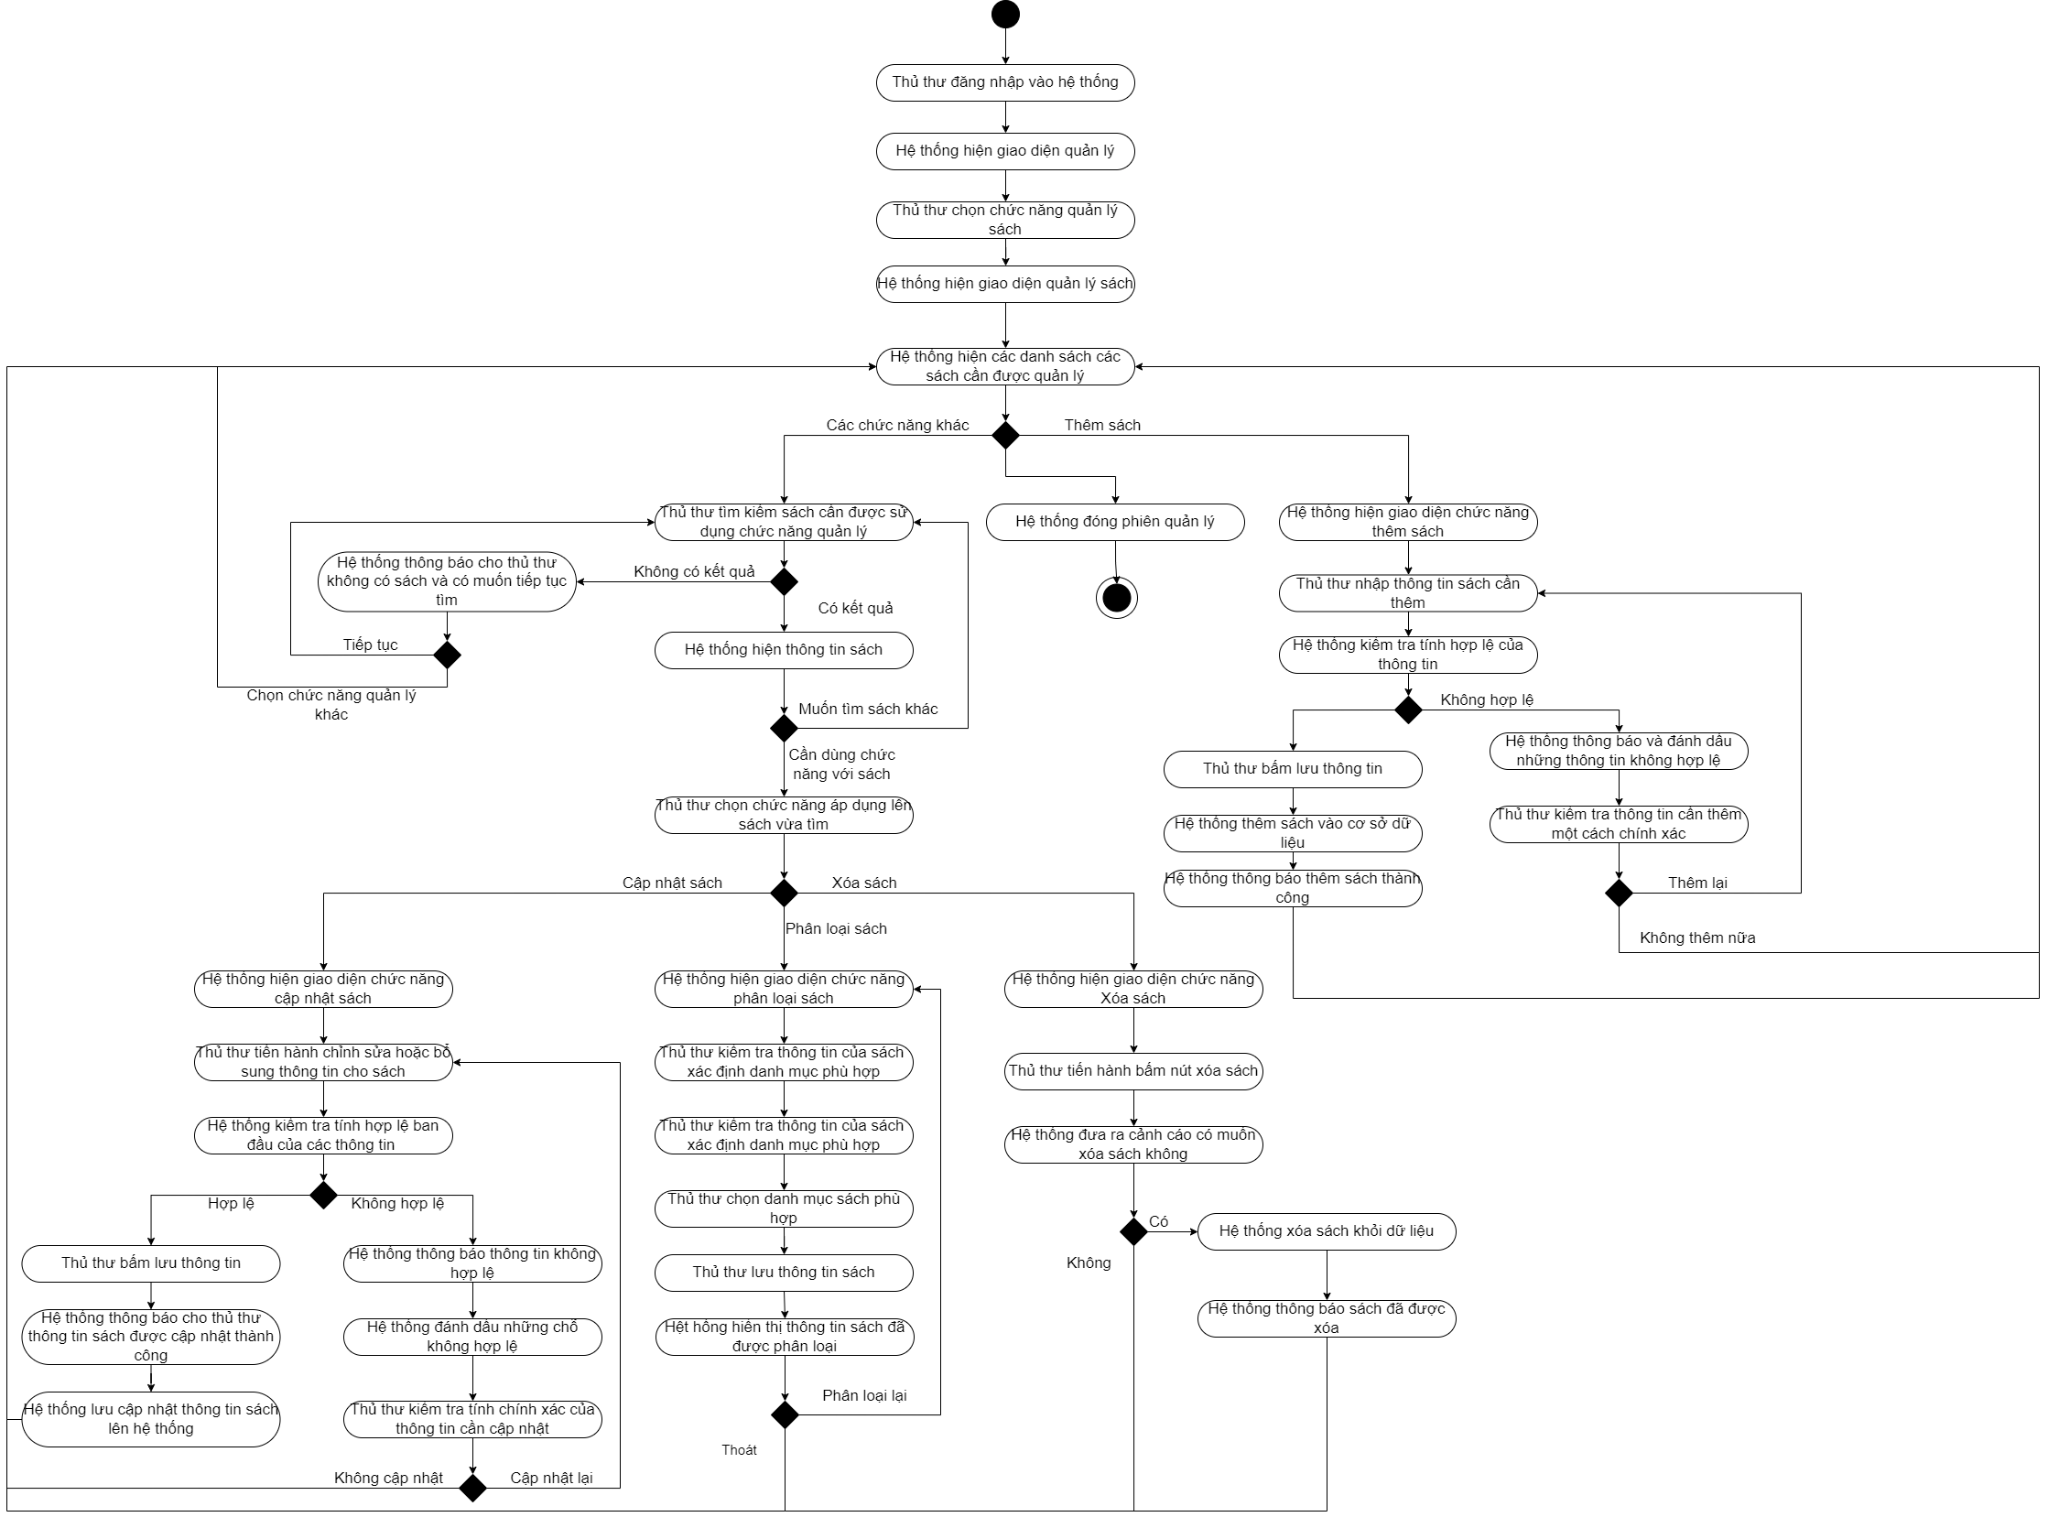 Thủ thư đăng nhập vào hệ thống
Hệ thống hiện giao diện quản lý
Thủ thư chọn chức năng quản lý
sách
Hệ thống hiện giao diện quản lý sách
Hệ thống hiện các danh sách các
sách cần được quản lý
Các chức năng khác
Thêm sách
Thủ thư tìm kiếm sách cần được sử
dụng chức năng quản lý
Hệ thống đóng phiên quản lý
Hệ thống hiện giao diện chức năng
thêm sách
Hệ thống thông báo cho thủ thư
không có sách và có muốn tiếp tục
tìm
Không có kết quả
Có kết quả
Thủ thư nhập thông tin sách cần
thêm
Tiếp tục
Hệ thống hiện thông tin sách
Hệ thống kiểm tra tính hợp lệ của
thông tin
Chọn chức năng quản lý
khác
Muốn tìm sách khác
Không hợp lệ
Cần dùng chức
năng với sách
Thủ thư bấm lưu thông tin
Hệ thống thông báo và đánh dấu
những thông tin không hợp lệ
Thủ thư chọn chức năng áp dụng lên
sách vừa tìm
Hệ thống thêm sách vào cơ sở dữ
liệu
Thủ thư kiểm tra thông tin cần thêm
một cách chính xác
Hệ thống thông báo thêm sách thành
công
Thêm lại
Không thêm nữa
Cập nhật sách
Xóa sách
Phân loại sách
Hệ thống hiện giao diện chức năng
cập nhật sách
Hệ thống hiện giao diện chức năng
phân loại sách
Hệ thống hiện giao diện chức năng
Xóa sách
Thủ thư tiến hành chỉnh sửa hoặc bổ
sung thông tin cho sách
Thủ thư kiểm tra thông tin của sách
xác định danh mục phù hợp
Thủ thư tiến hành bấm nút xóa sách
Hệ thống kiểm tra tính hợp lệ ban
đầu của các thông tin
Thủ thư kiểm tra thông tin của sách
xác định danh mục phù hợp
Hệ thống đưa ra cảnh cáo có muốn
xóa sách không
Hợp lệ
Không hợp lệ
Thủ thư chọn danh mục sách phù
hợp
Có
Hệ thống xóa sách khỏi dữ liệu
Không
Thủ thư bấm lưu thông tin
Hệ thống thông báo thông tin không
hợp lệ
Thủ thư lưu thông tin sách
Hệ thống thông báo cho thủ thư
thông tin sách được cập nhật thành
công
Hệ thống đánh dấu những chỗ
không hợp lệ
Hệt hống hiển thị thông tin sách đã
được phân loại
Hệ thống thông báo sách đã được
xóa
Hệ thống lưu cập nhật thông tin sách
lên hệ thống
Thủ thư kiểm tra tính chính xác của
thông tin cần cập nhật
Phân loại lại
Thoát
Không cập nhật
Cập nhật lại